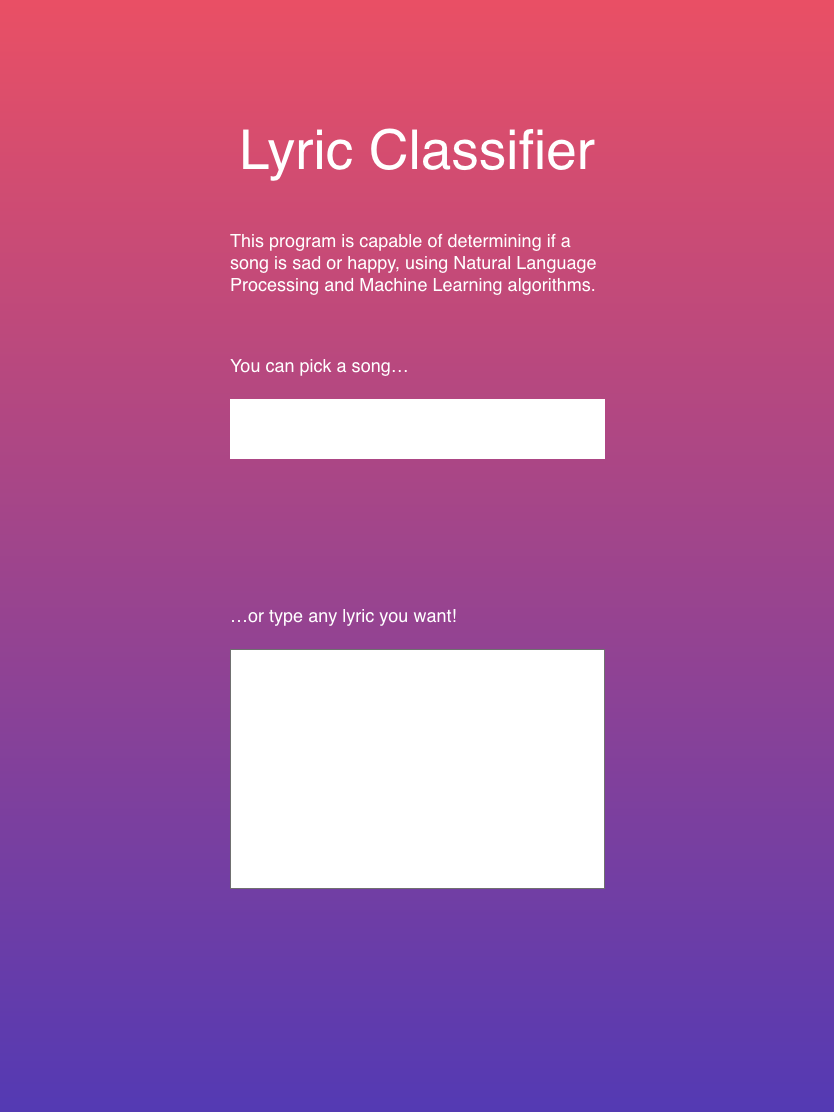 Lyric Classifier
This program is capable of determining if a
song is sad or happy, using Natural Language
Processing and Machine Learning algorithms.
You can pick a song…
…or type any lyric you want!